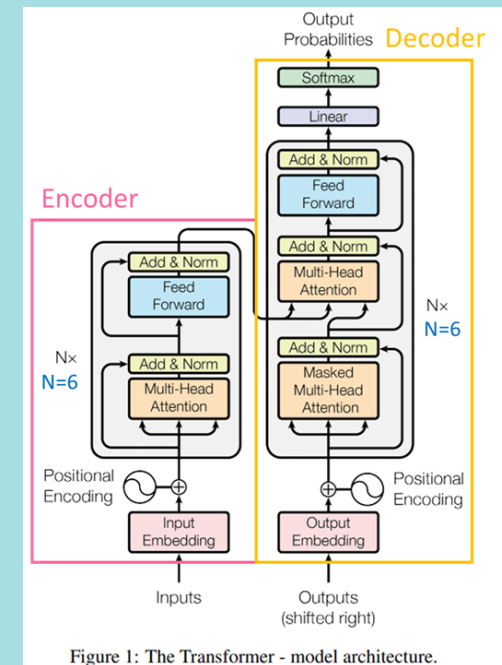 Output
Probabilities
Decoder
Softmax
Linear
Add & Norm
Feed
Forward
Add & Norm
Multi-Head
Attention
Nx
N=6
Add & Norm
Masked
Multi-Head
Attention
Positional
Encoding
Output
Embedding
Outputs
(shifted right)
Encoder
Add & Norm
Feed
Forward
Nx
N=6
Add & Norm
Multi-Head
Attention
Positional
Encoding
Input
Embedding
Inputs
Figure 1: The Transformer - model architecture.